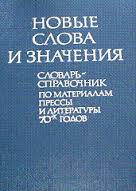 НОВЫЕ СЛОВА
И ЗНАЧЕНИЯ
СЛОВАРЬ-
СПРАВОЧНИК
ПО МАТЕРИАЛАМ
ПРЕССЫ
И ЛИТЕРАТУРЫ
70-Х ГОДОВ